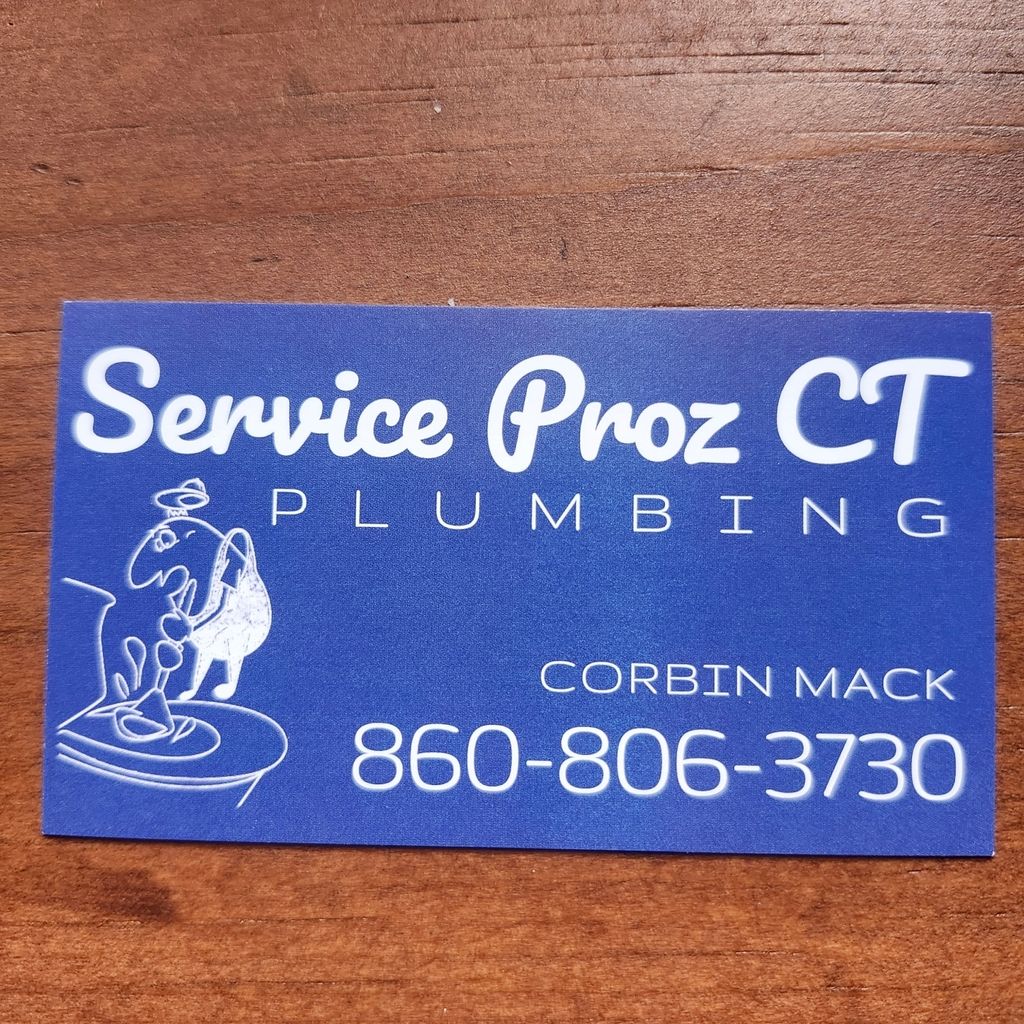 Service Proz CT
PLUMBING
CORBIN MACK
860-806-3730